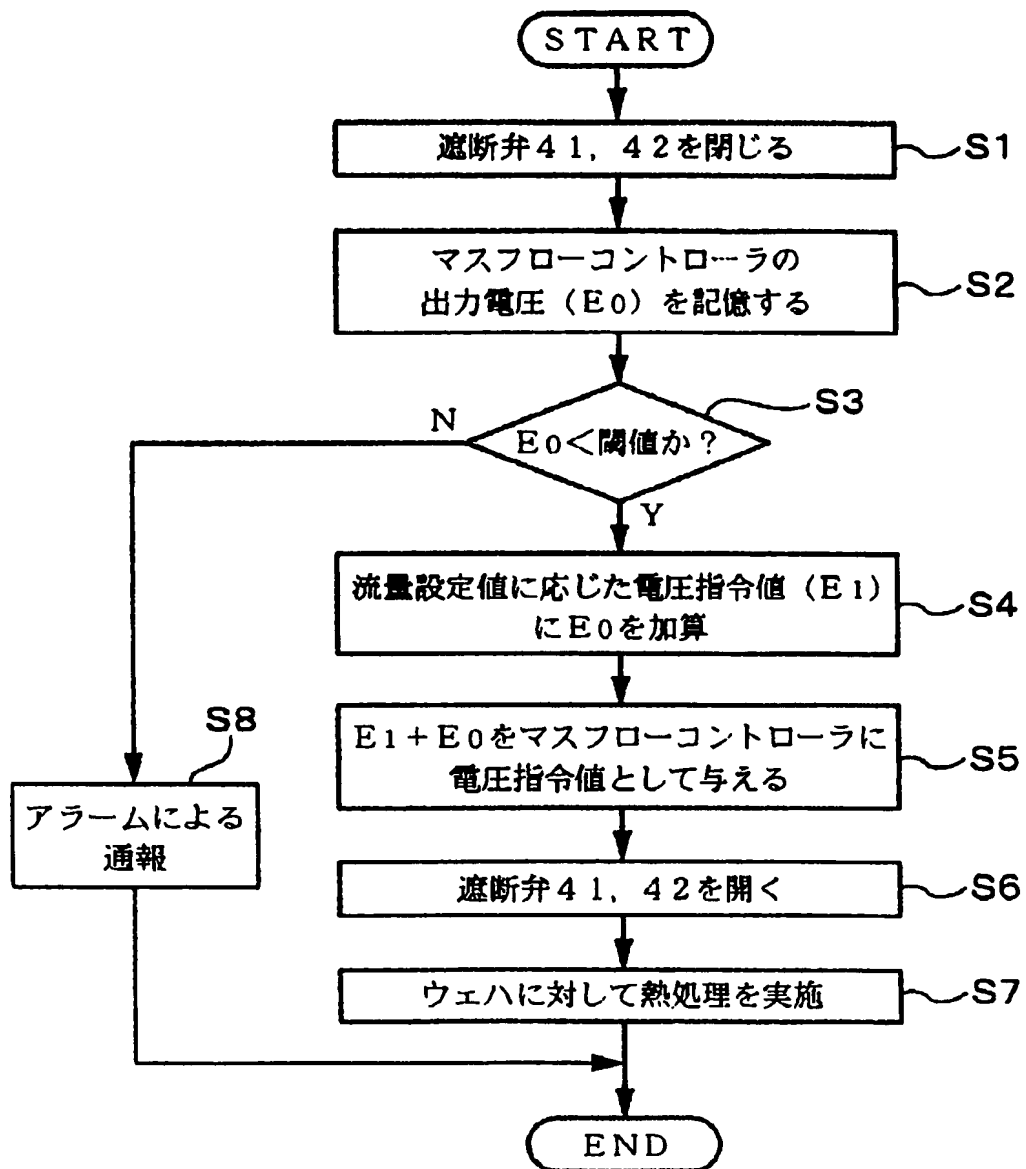 START
遮断弁41,42を閉じる
S1
マスフローコントローラの
出力電圧(E0)を記憶する
S2
E0<閾値か?
S3
N
Y
流量設定値に応じた電圧指令値(E1)
にE0を加算
S4
E1+E0をマスフローコントローラに
電圧指令値として与える
S5
S8
アラームによる
通報
遮断弁41,42を開く
S6
ウェハに対して熱処理を実施
S7
END